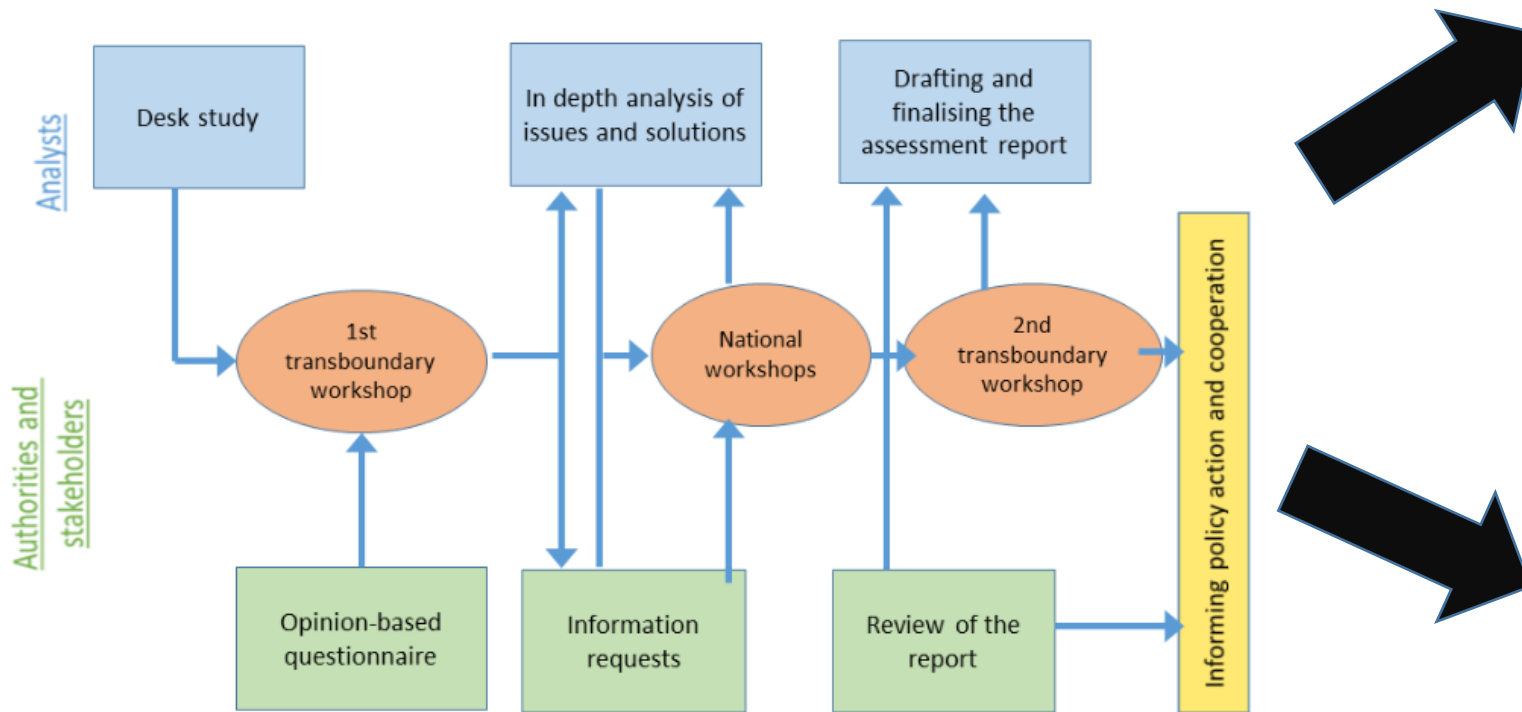 Analysts
Authorities and
stakeholders
Desk study
In depth analysis of
issues and solutions
Drafting and
finalising the
assessment report
1st
transboundary
workshop
National
workshops
2nd
transboundary
workshop
Opinion-based
questionnaire
Information
requests
Review of the
report
Informing policy action and cooperation